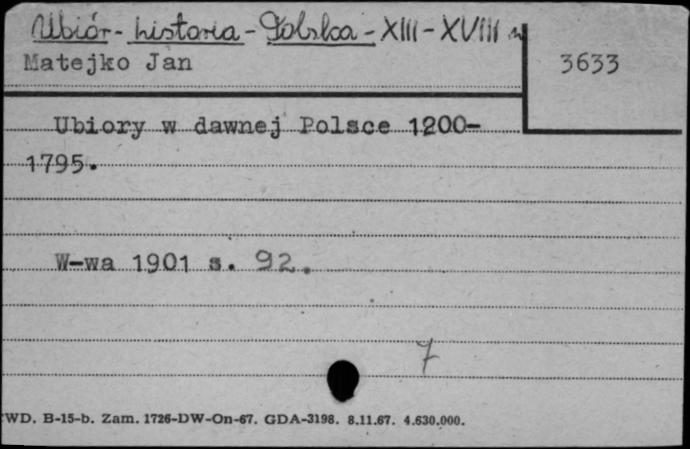 Ubiór - historia - Polska - XIII - XVIII w
Matejko Jan
3633
Ubiory w dawnej Polsce 1200-
1795.
W-wa 1901 s. 92.
7
WD. B-15-b. Zam. 1726-DW-On-67. GDA-3198. 8.11.67. 4.630.000.